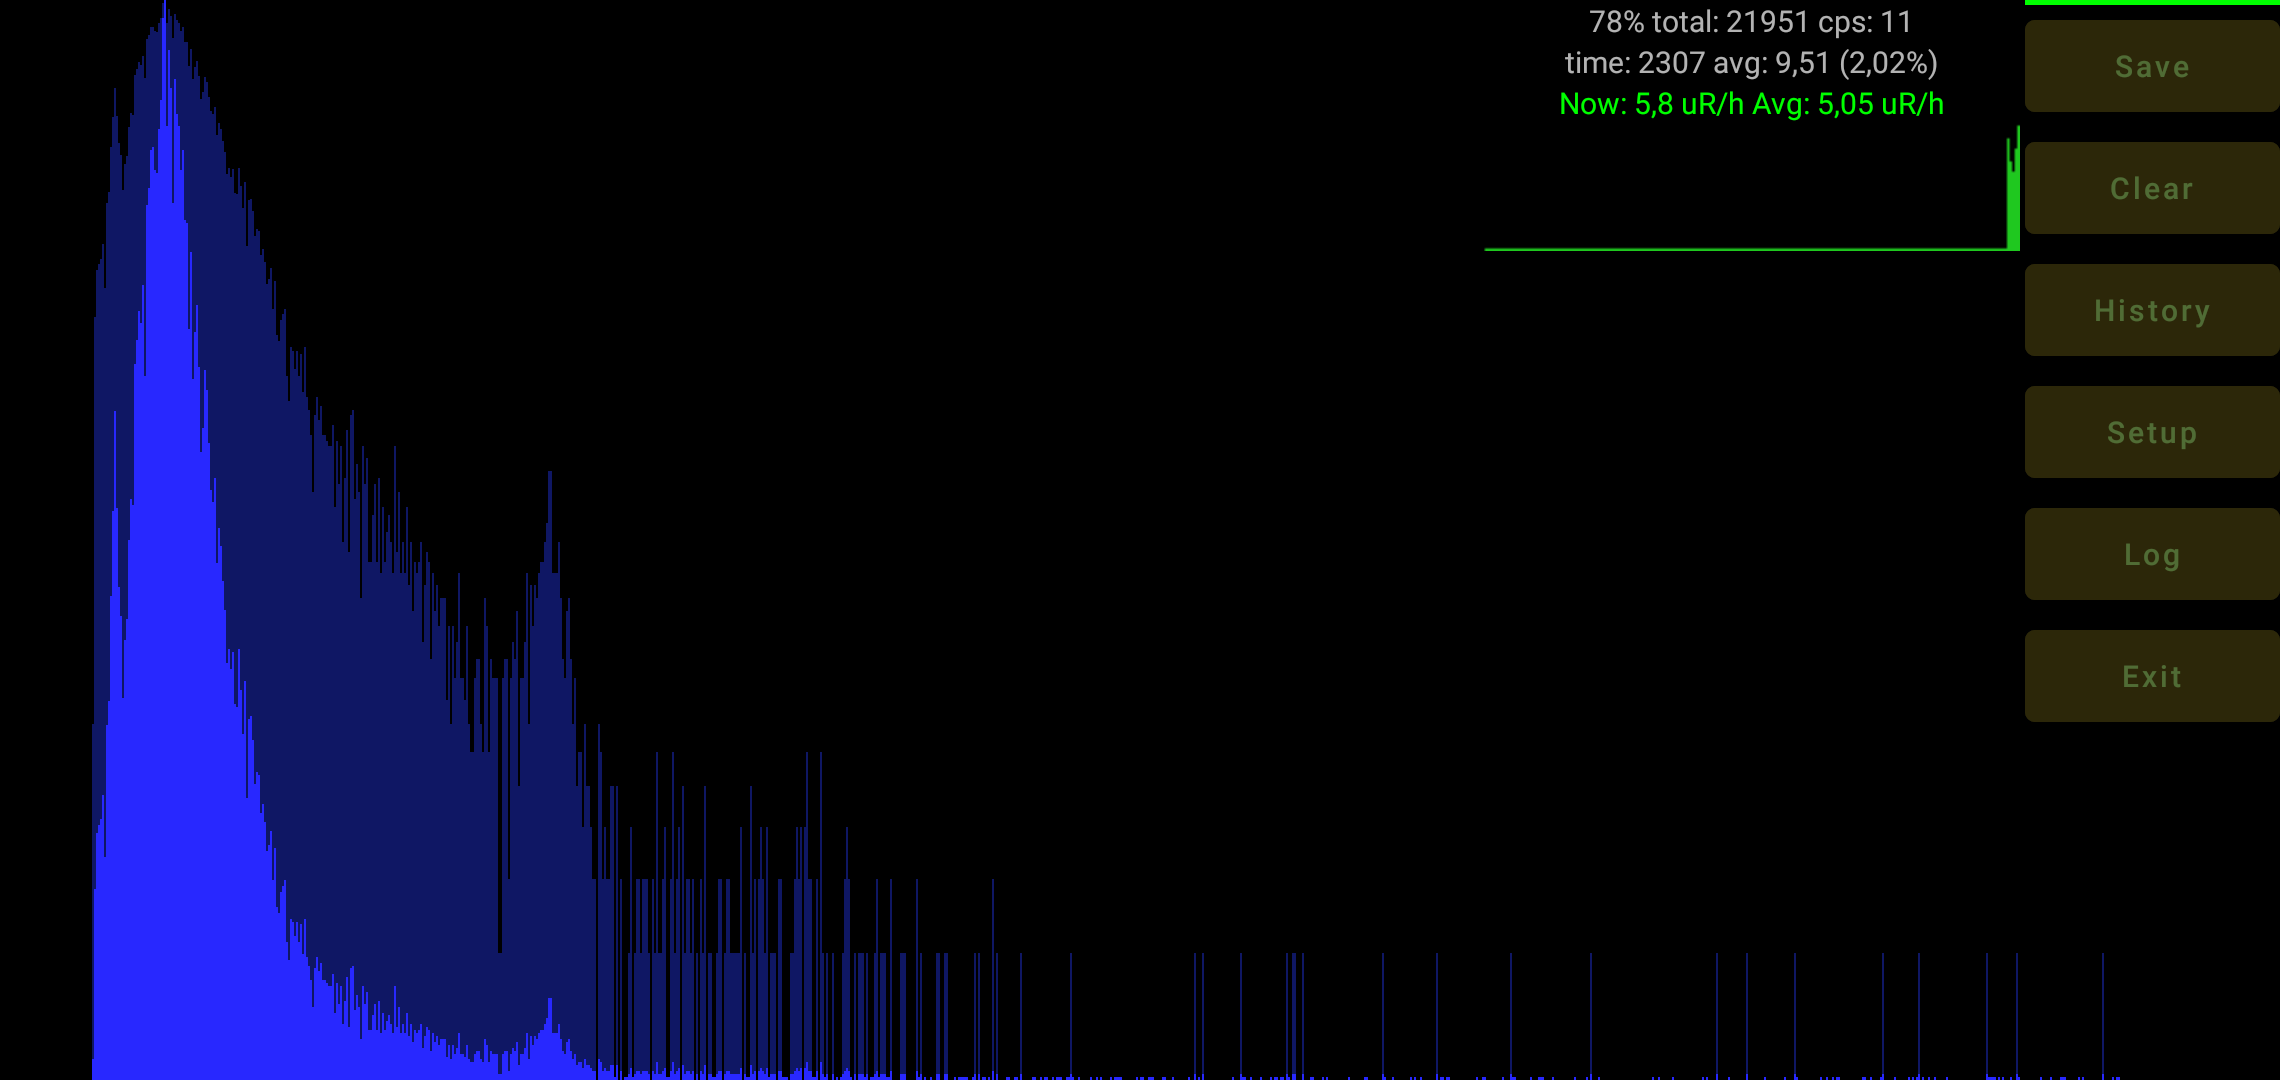 78% total: 21951 cps: 11
time: 2307 avg: 9,51 (2,02%)
Now: 5,8 uR/h Avg: 5,05 uR/h
Save
Clear
History
Setup
Log
Exit